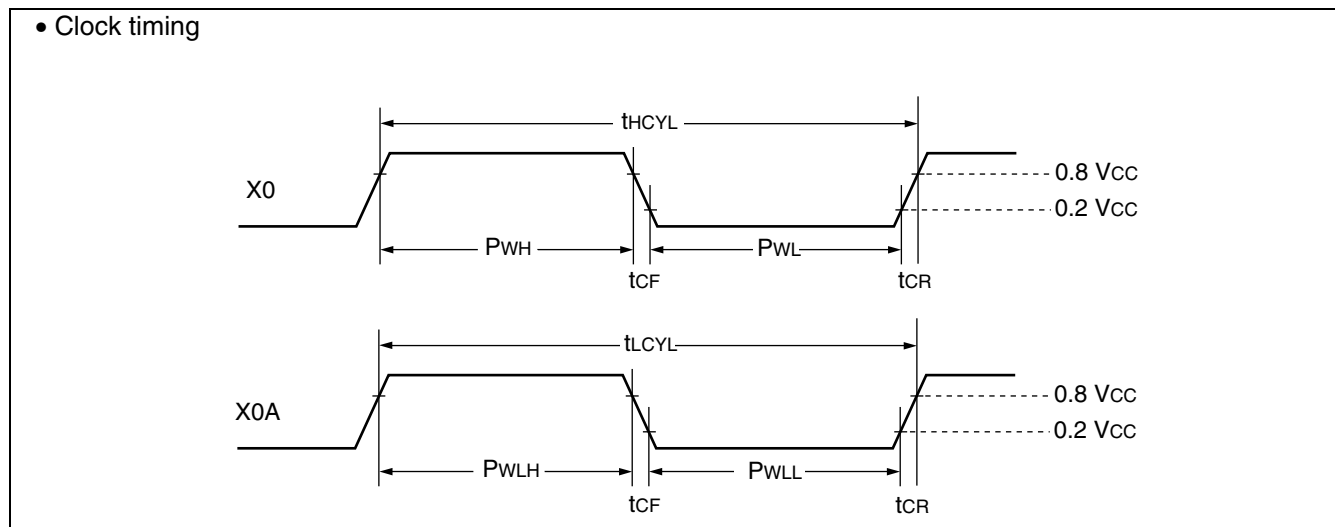 • Clock timing
tHCYL
X0
0.8 VCC
0.2 VCC
PWH
PWL
tCF
tCR
tLCYL
X0A
0.8 VCC
0.2 VCC
PWLH
PWLL
tCF
tCR